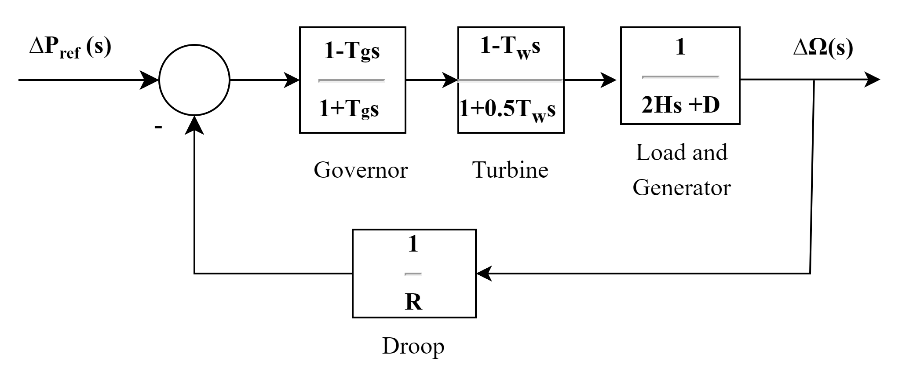 ΔP_ref (s)
-
1-Tgs
1+Tgs
Governor
1-T_ws
1+0.5T_ws
Turbine
1
2Hs +D
Load and
Generator
ΔΩ(s)
1
R
Droop